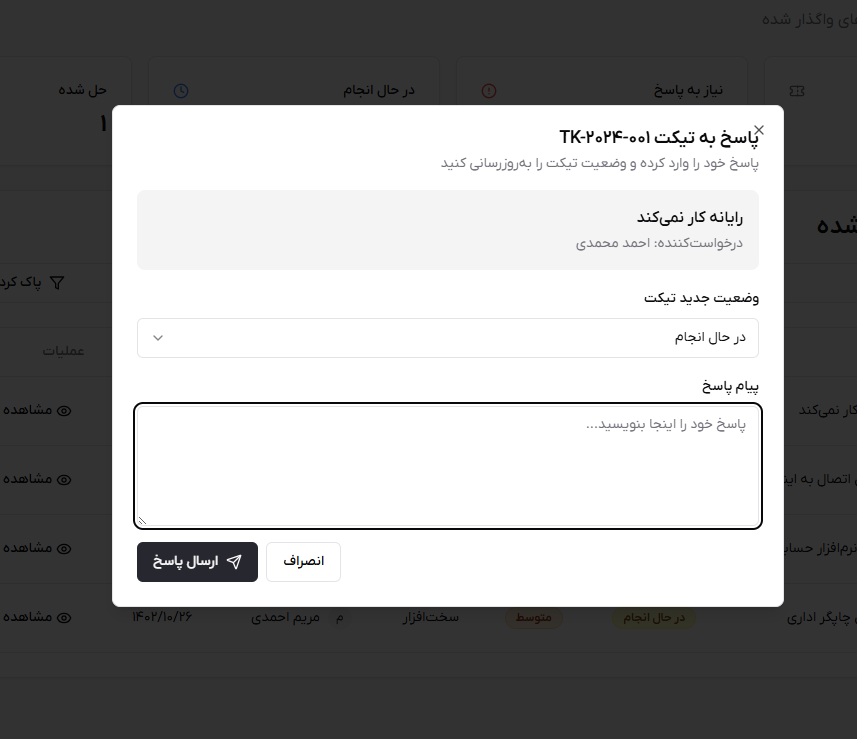 های واگذار شده
نیاز به پاسخ
در حال انجام
حل شده
۱
پاسخ به تیکت TK-۲۰۲۴-۰۰۱
پاسخ خود را وارد کرده و وضعیت تیکت را به‌روزرسانی کنید
رایانه کار نمی‌کند
درخواست‌کننده: احمد محمدی
وضعیت جدید تیکت
در حال انجام
پیام پاسخ
پاسخ خود را اینجا بنویسید...
انصراف
ارسال پاسخ
شده
پاک کرد
عملیات
کار نمی‌کند
مشاهده
اتصال به
مشاهده
نرم‌افزار
مشاهده
چاپگر اداری
در حال انجام
متوسط
سخت‌افزار
م
مریم احمدی
۱۴۰۲/۱۰/۲۶
مشاهده